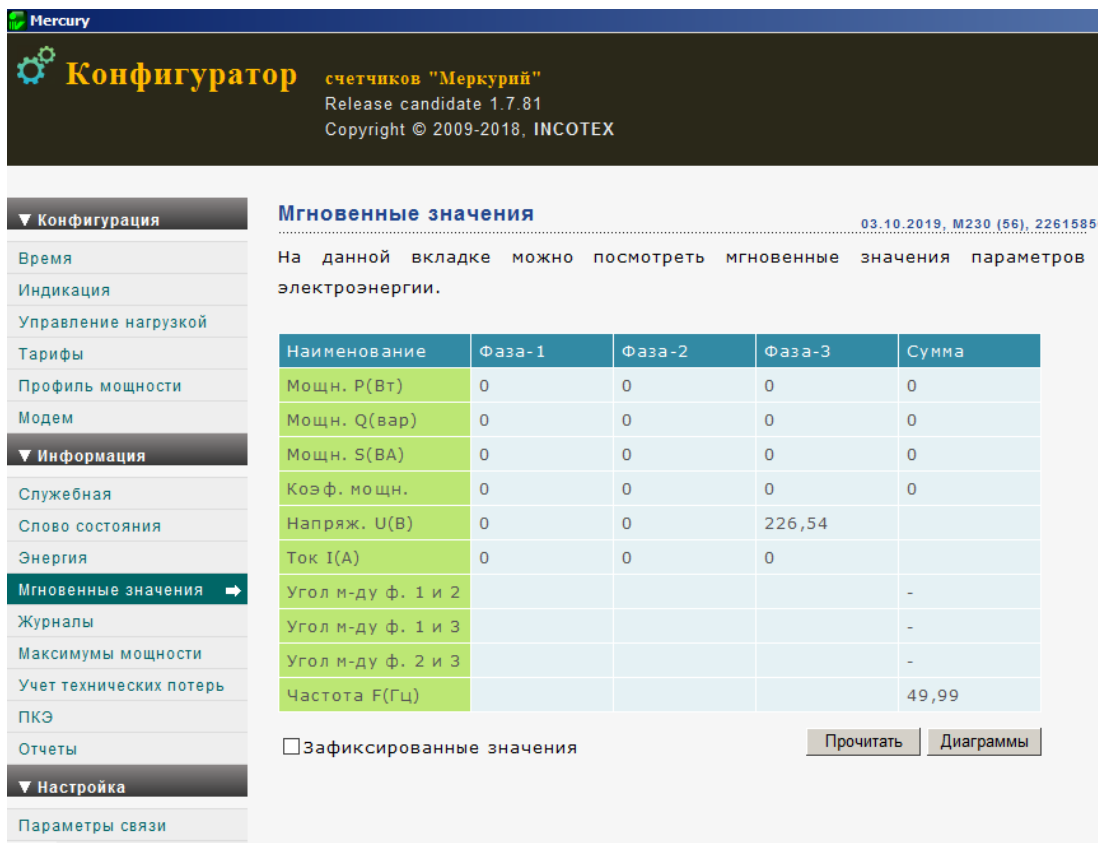 Mercury
Конфигуратор
счетчиков "Меркурий"
Release candidate 1.7.81
Copyright © 2009-2018, INCOTEX
▼ Конфигурация
Время
Индикация
Управление нагрузкой
Тарифы
Профиль мощности
Модем
▼ Информация
Служебная
Слово состояния
Энергия
Мгновенные значения
Журналы
Максимумы мощности
Учет технических потерь
ПКЭ
Отчеты
▼ Настройка
Параметры связи
Мгновенные значения
03.10.2019, M230 (56), 2261585
На данной вкладке можно посмотреть мгновенные значения параметров
электроэнергии.
Наименование Фаза-1 Фаза-2 Фаза-3 Сумма
Мощн. P(Вт) 0 0 0 0
Мощн. Q(вар) 0 0 0 0
Мощн. S(ВА) 0 0 0 0
Коэф. мощн. 0 0 0 0
Напряж. U(В) 0 0 226,54
Ток I(А) 0 0 0
Угол м-ду ф. 1 и 2 -
Угол м-ду ф. 1 и 3 -
Угол м-ду ф. 2 и 3 -
Частота F(Гц) 49,99
Зафиксированные значения
Прочитать Диаграммы